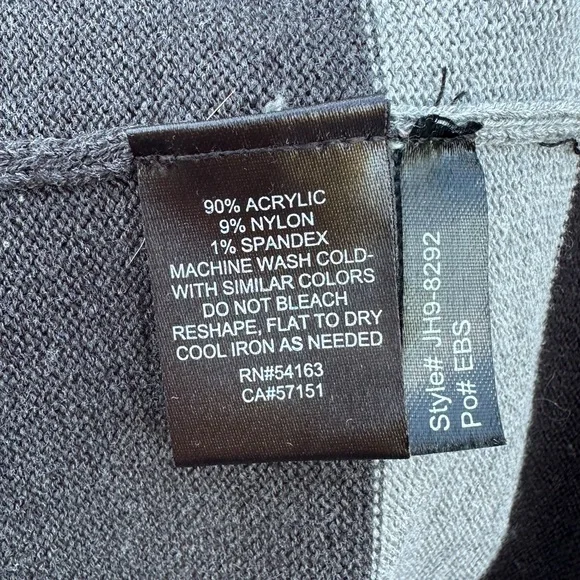 90% ACRYLIC
9% NYLON
1% SPANDEX
MACHINE WASH COLD-
WITH SIMILAR COLORS
DO NOT BLEACH
RESHAPE, FLAT TO DRY
COOL IRON AS NEEDED
RN#54163
CA#57151
Style# JH9-8292
Po# EBS